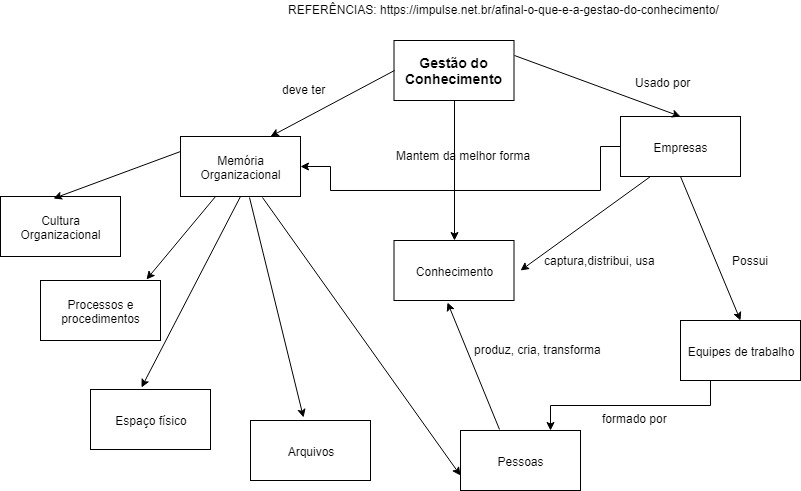 REFERÊNCIAS: https://impulse.net.br/afinal-o-que-e-a-gestao-do-conhecimento/
Gestão do
Conhecimento
deve ter
Usado por
Memória
Organizacional
Mantem da melhor forma
Empresas
Cultura
Organizacional
Conhecimento
captura,distribui, usa
Possui
Processos e
procedimentos
produz, cria, transforma
Equipes de trabalho
Espaço físico
formado por
Arquivos
Pessoas